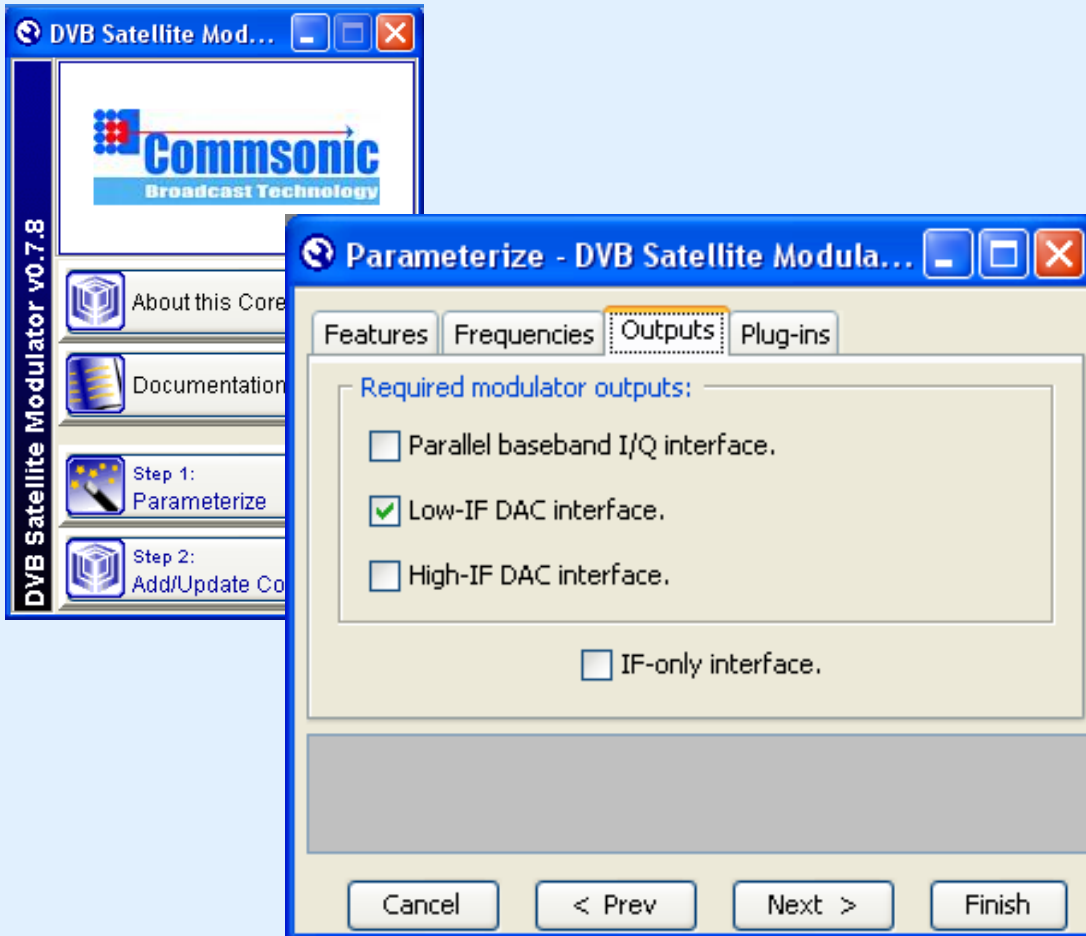 DVB Satellite Mod...
Commsonic
Broadcast Technology
DVB Satellite Modulator v0.7.8
About this Core
Documentation
Step 1:
Parameterize
Step 2:
Add/Update Co
Parameterize - DVB Satellite Modula...
Features Frequencies Outputs Plug-ins
Required modulator outputs:
Parallel baseband I/Q interface.
Low-IF DAC interface.
High-IF DAC interface.
IF-only interface.
Cancel < Prev Next > Finish